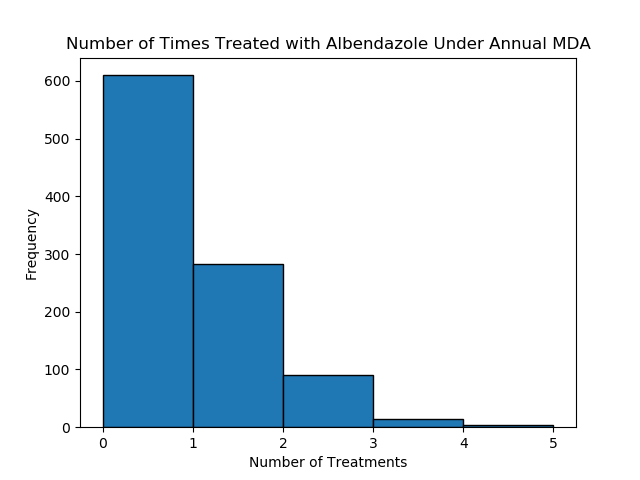 Number of Times Treated with Albendazole Under Annual MDA
600
500
400
300
200
100
0
Frequency
0 1 2 3 4 5
Number of Treatments